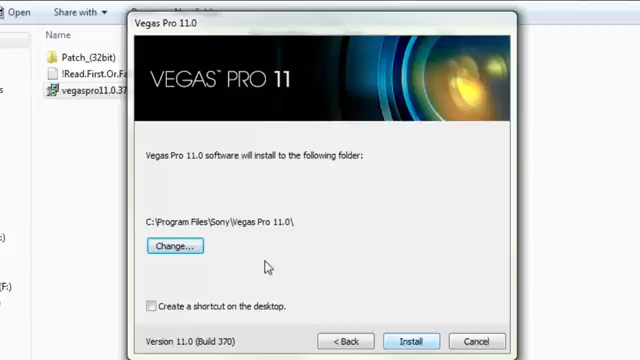 Open
Share with
Name
Vegas Pro 11.0
Patch_(32bit)
!Read.First.Or.Fa
vegaspro11.0.37
VEGAS™ PRO 11
Vegas Pro 11.0 software will install to the following folder:
C:\Program Files\Sony\Vegas Pro 11.0\
Change...
Create a shortcut on the desktop.
Version 11.0 (Build 370)
< Back
Install
Cancel
s
:)
(F:)